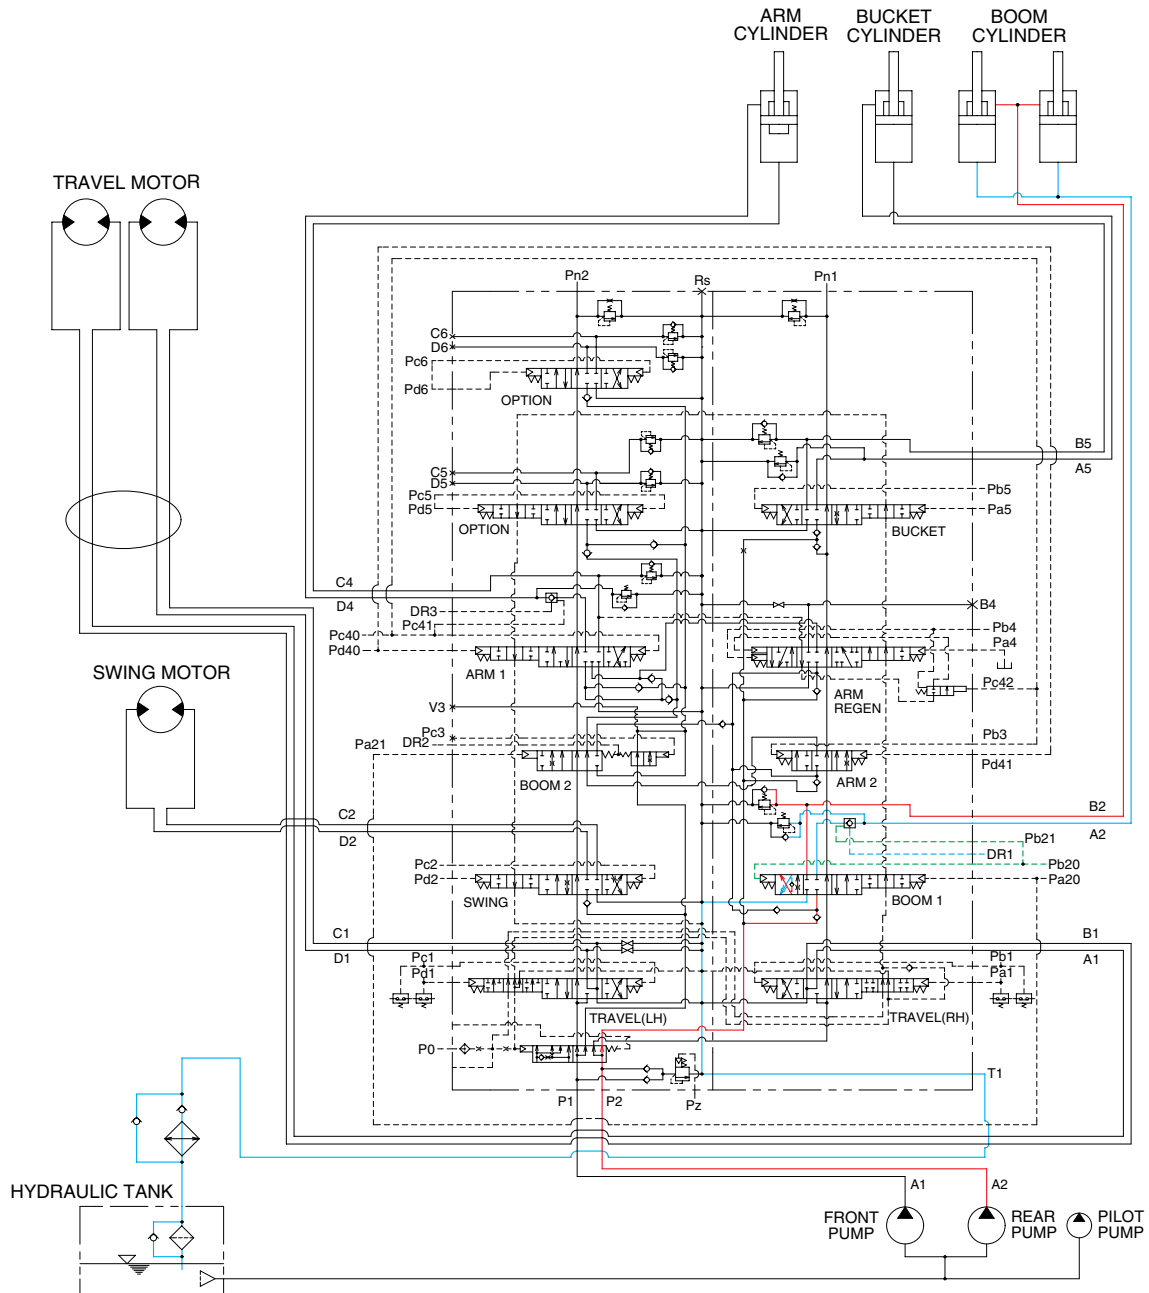 ARM
CYLINDER
BUCKET
CYLINDER
BOOM
CYLINDER
TRAVEL MOTOR
Pn2
Rs
Pn1
C6
D6
Pc6
Pd6
OPTION
B5
A5
C5
D5
Pc5
Pd5
OPTION
Pb5
Pa5
BUCKET
C4
D4
DR3
Pc41
Pc40
Pd40
ARM 1
B4
Pb4
Pa4
Pc42
ARM
REGEN
SWING MOTOR
V3
Pc3
DR2
Pa21
BOOM 2
Pb3
Pd41
ARM 2
B2
A2
C2
D2
Pb21
DR1
Pb20
Pa20
Pc2
Pd2
SWING
BOOM 1
C1
D1
B1
A1
Pc1
Pd1
Pb1
Pa1
TRAVEL(LH)
TRAVEL(RH)
P0
T1
P1
P2
Pz
HYDRAULIC TANK
A1
A2
FRONT
PUMP
REAR
PUMP
PILOT
PUMP